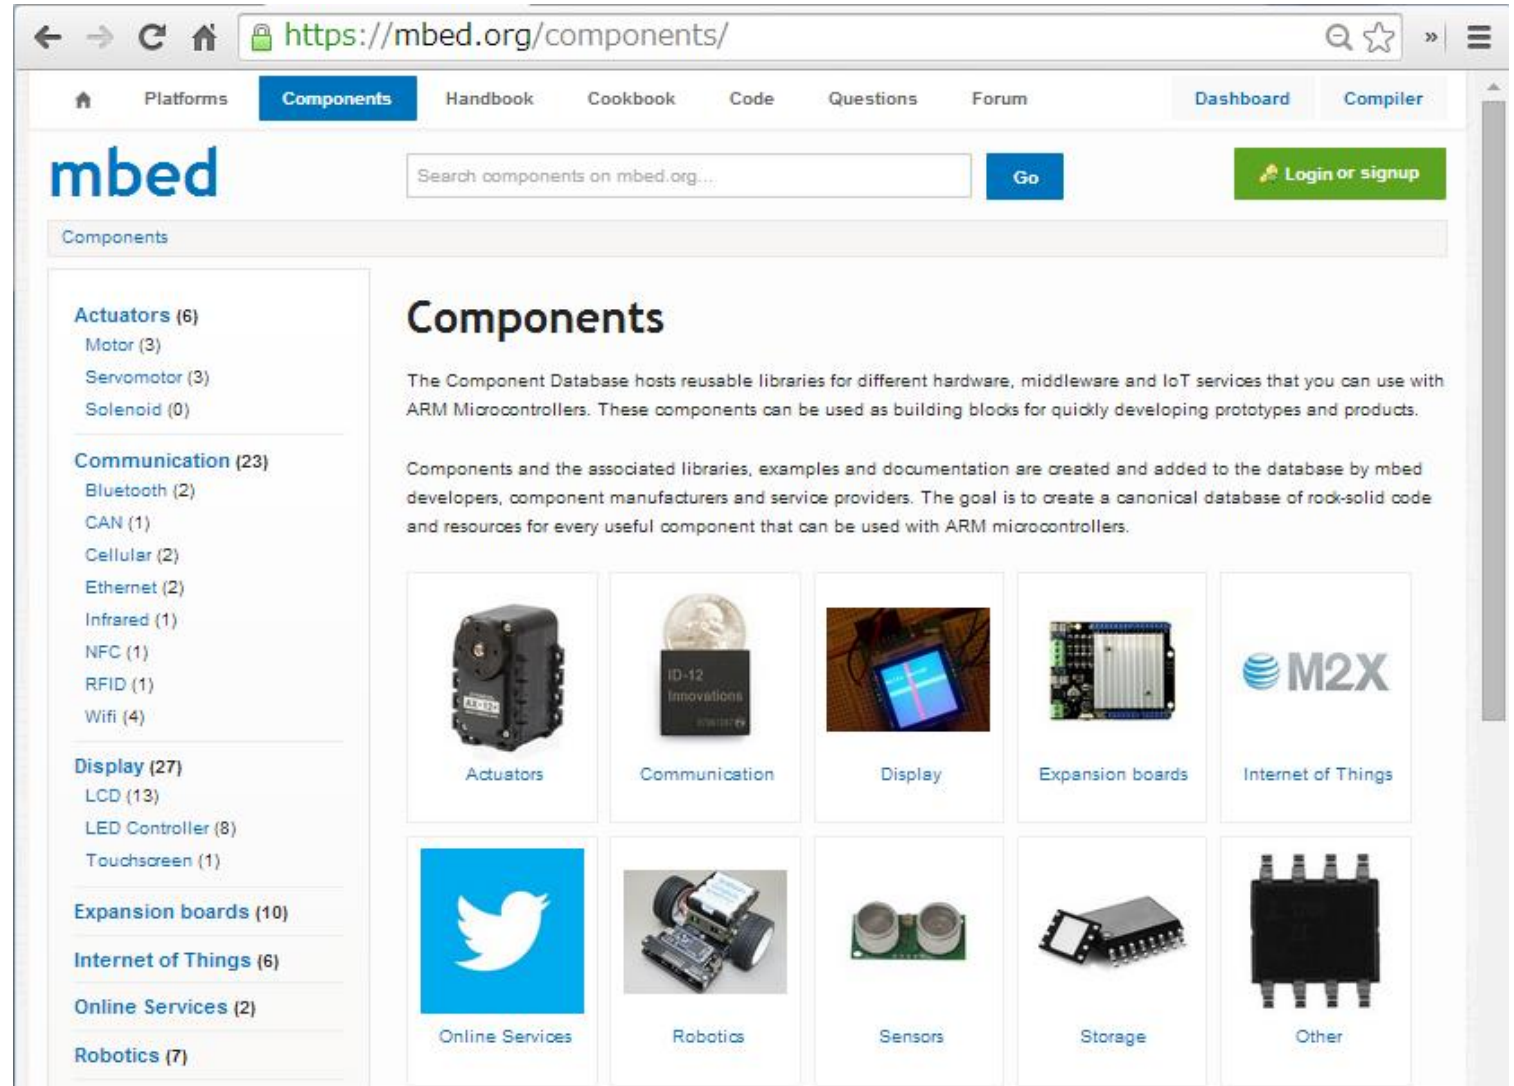 https://mbed.org/components/
»
Platforms
Components
Handbook
Cookbook
Code
Questions
Forum
Dashboard
Compiler
mbed
Search components on mbed.org...
Go
Login or signup
Components
Actuators (6)
Motor (3)
Servomotor (3)
Solenoid (0)
Communication (23)
Bluetooth (2)
CAN (1)
Cellular (2)
Ethernet (2)
Infrared (1)
NFC (1)
RFID (1)
Wifi (4)
Display (27)
LCD (13)
LED Controller (8)
Touchscreen (1)
Expansion boards (10)
Internet of Things (6)
Online Services (2)
Robotics (7)
Components
The Component Database hosts reusable libraries for different hardware, middleware and IoT services that you can use with
ARM Microcontrollers. These components can be used as building blocks for quickly developing prototypes and products.
Components and the associated libraries, examples and documentation are created and added to the database by mbed
developers, component manufacturers and service providers. The goal is to create a canonical database of rock-solid code
and resources for every useful component that can be used with ARM microcontrollers.
AX-12+
ID-12
Innovations
M2X
Actuators
Communication
Display
Expansion boards
Internet of Things
Online Services
Robotics
Sensors
Storage
Other